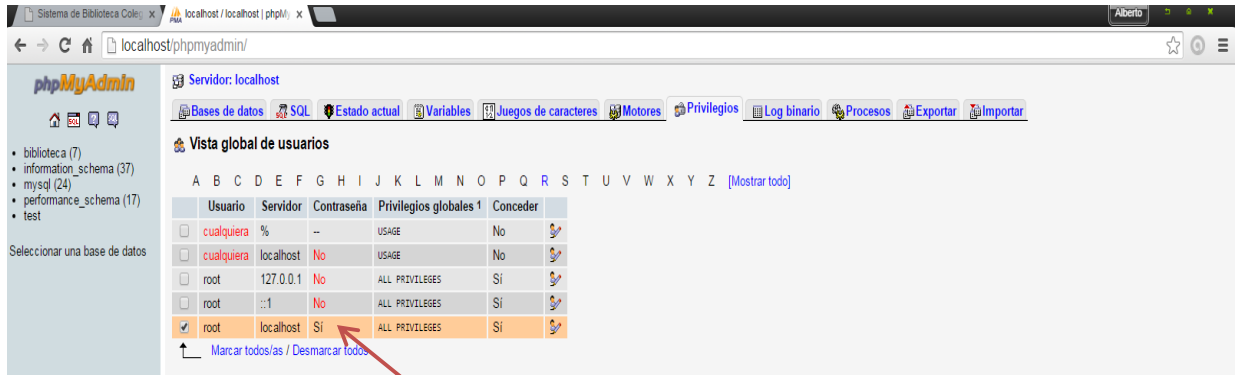 Sistema de Biblioteca Coleg x
localhost / localhost | phpMy x
Alberto
localhost/phpmyadmin/
phpMyAdmin
biblioteca (7)
information_schema (37)
mysql (24)
performance_schema (17)
test
Seleccionar una base de datos
Servidor: localhost
Bases de datos SQL Estado actual Variables Juegos de caracteres Motores Privilegios Log binario Procesos Exportar Importar
Vista global de usuarios
A B C D E F G H I J K L M N O P Q R S T U V W X Y Z [Mostrar todo]
Usuario Servidor Contraseña Privilegios globales 1 Conceder
cualquiera % -- USAGE No
cualquiera localhost No USAGE No
root 127.0.0.1 No ALL PRIVILEGES Sí
root ::1 No ALL PRIVILEGES Sí
root localhost Sí ALL PRIVILEGES Sí
Marcar todos/as / Desmarcar todos